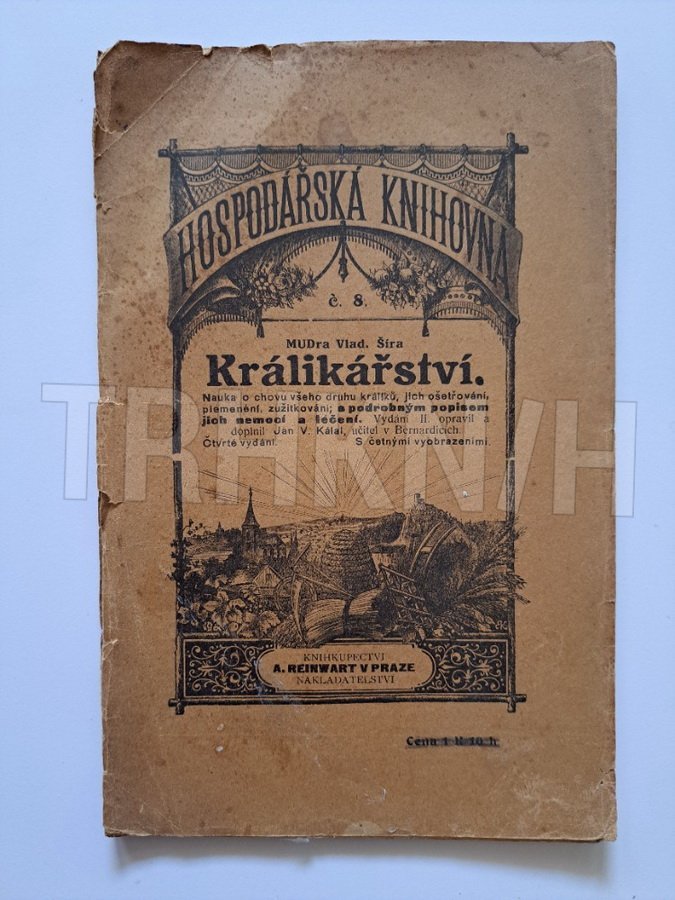 HOSPODÁŘSKÁ KNIHOVNA
č. 8.
MUDra Vlad. Šíra
Králikářství.
Nauka o chovu všeho druhu králíků, jich ošetřování,
plemenění, zužitkování; s podrobným popisem
jich nemocí a léčení. Vydání II. opravil a
doplnil Jan V. Kálal, učitel v Bernardicích.
Čtvrté vydání. S četnými vyobrazeními.
TRHKNIH
KNIHKUPECTVÍ
A. REINWART V PRAZE
NAKLADATELSTVÍ
Cena 1 K 10 h